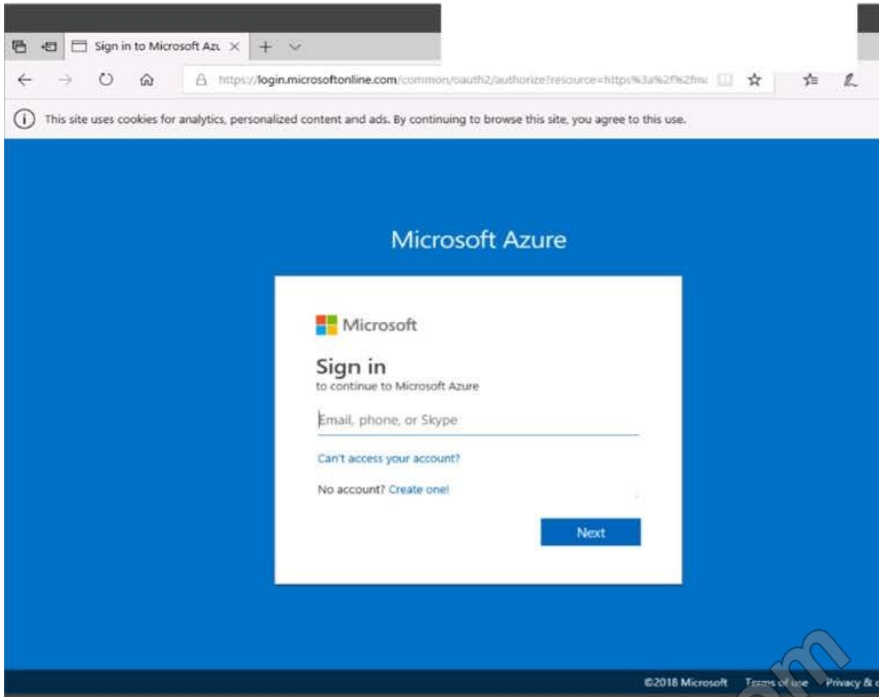 Sign in to Microsoft Az
https://login.microsoftonline.com/common/oauth2/authorize?resource=https%3a%2f%2fm
This site uses cookies for analytics, personalized content and ads. By continuing to browse this site, you agree to this use.
Microsoft Azure
Microsoft
Sign in
to continue to Microsoft Azure
Email, phone, or Skype
Can't access your account?
No account? Create one!
Next
©2018 Microsoft Terms of use Privacy &
om